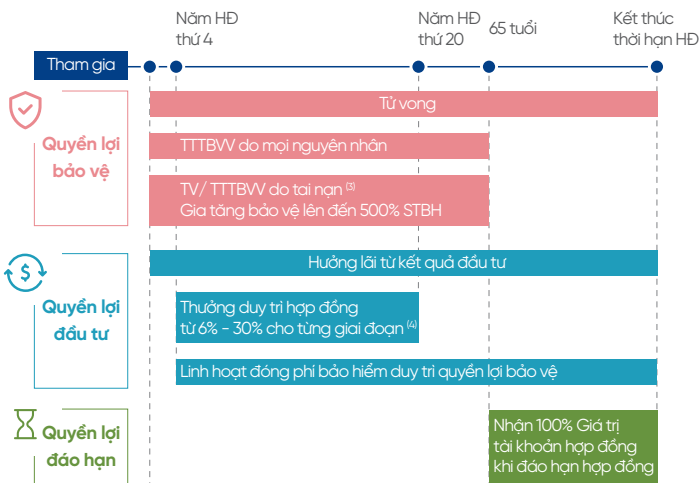 Năm HĐ
thứ 4
Năm HĐ
thứ 20
65 tuổi
Kết thúc
thời hạn HĐ
Tham gia
Quyền lợi
bảo vệ
Tử vong
TTTBVV do mọi nguyên nhân
TV/ TTTBVV do tai nạn (3)
Gia tăng bảo vệ lên đến 500% STBH
$
Quyền lợi
đầu tư
Hưởng lãi từ kết quả đầu tư
Thưởng duy trì hợp đồng
từ 6% - 30% cho từng giai đoạn (4)
Linh hoạt đóng phí bảo hiểm duy trì quyền lợi bảo vệ
Quyền lợi
đáo hạn
Nhận 100% Giá trị
tài khoản hợp đồng
khi đáo hạn hợp đồng